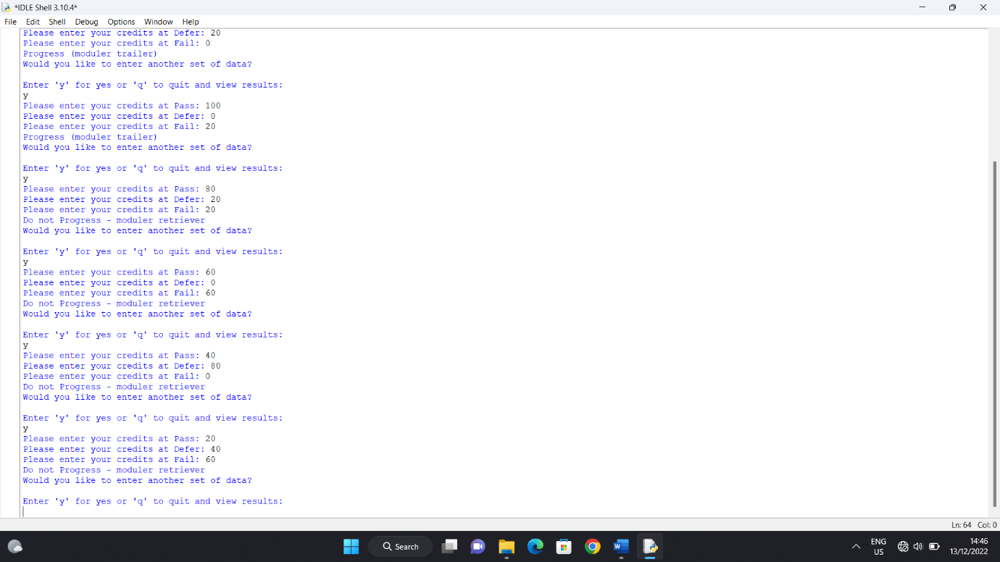 *IDLE Shell 3.10.4*
File Edit Shell Debug Options Window Help
Please enter your credits at Defer: 20
Please enter your credits at Fail: 0
Progress (moduler trailer)
Would you like to enter another set of data?
Enter 'y' for yes or 'q' to quit and view results:
y
Please enter your credits at Pass: 100
Please enter your credits at Defer: 0
Please enter your credits at Fail: 20
Progress (moduler trailer)
Would you like to enter another set of data?
Enter 'y' for yes or 'q' to quit and view results:
y
Please enter your credits at Pass: 80
Please enter your credits at Defer: 20
Please enter your credits at Fail: 20
Do not Progress - moduler retriever
Would you like to enter another set of data?
Enter 'y' for yes or 'q' to quit and view results:
y
Please enter your credits at Pass: 60
Please enter your credits at Defer: 0
Please enter your credits at Fail: 60
Do not Progress - moduler retriever
Would you like to enter another set of data?
Enter 'y' for yes or 'q' to quit and view results:
y
Please enter your credits at Pass: 40
Please enter your credits at Defer: 80
Please enter your credits at Fail: 0
Do not Progress - moduler retriever
Would you like to enter another set of data?
Enter 'y' for yes or 'q' to quit and view results:
y
Please enter your credits at Pass: 20
Please enter your credits at Defer: 40
Please enter your credits at Fail: 60
Do not Progress - moduler retriever
Would you like to enter another set of data?
Enter 'y' for yes or 'q' to quit and view results:
Ln: 64 Col: 0
Search
ENG
US
14:46
13/12/2022